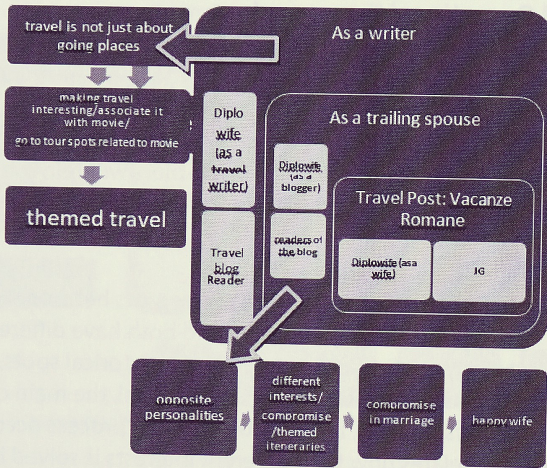 travel is not just about
going places
making travel
interesting/associate it
with movie/
go to tour spots related to movie
themed travel
As a writer
Diplo
wife
(as a
travel
writer)
Travel
blog
Reader
As a trailing spouse
Diplowife
(as a
blogger)
readers of
the blog
Travel Post: Vacanze
Romane
Diplowife (as a
wife)
JG
opposite
personalities
different
interests/
compromise
/themed
iteneraries
compromise
in marriage
happy wife